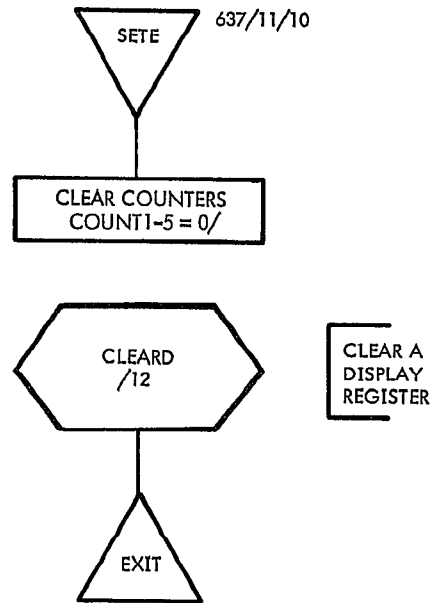 SETE
637/11/10
CLEAR COUNTERS
COUNT1-5 = 0/
CLEARD
/12
CLEAR A
DISPLAY
REGISTER
EXIT